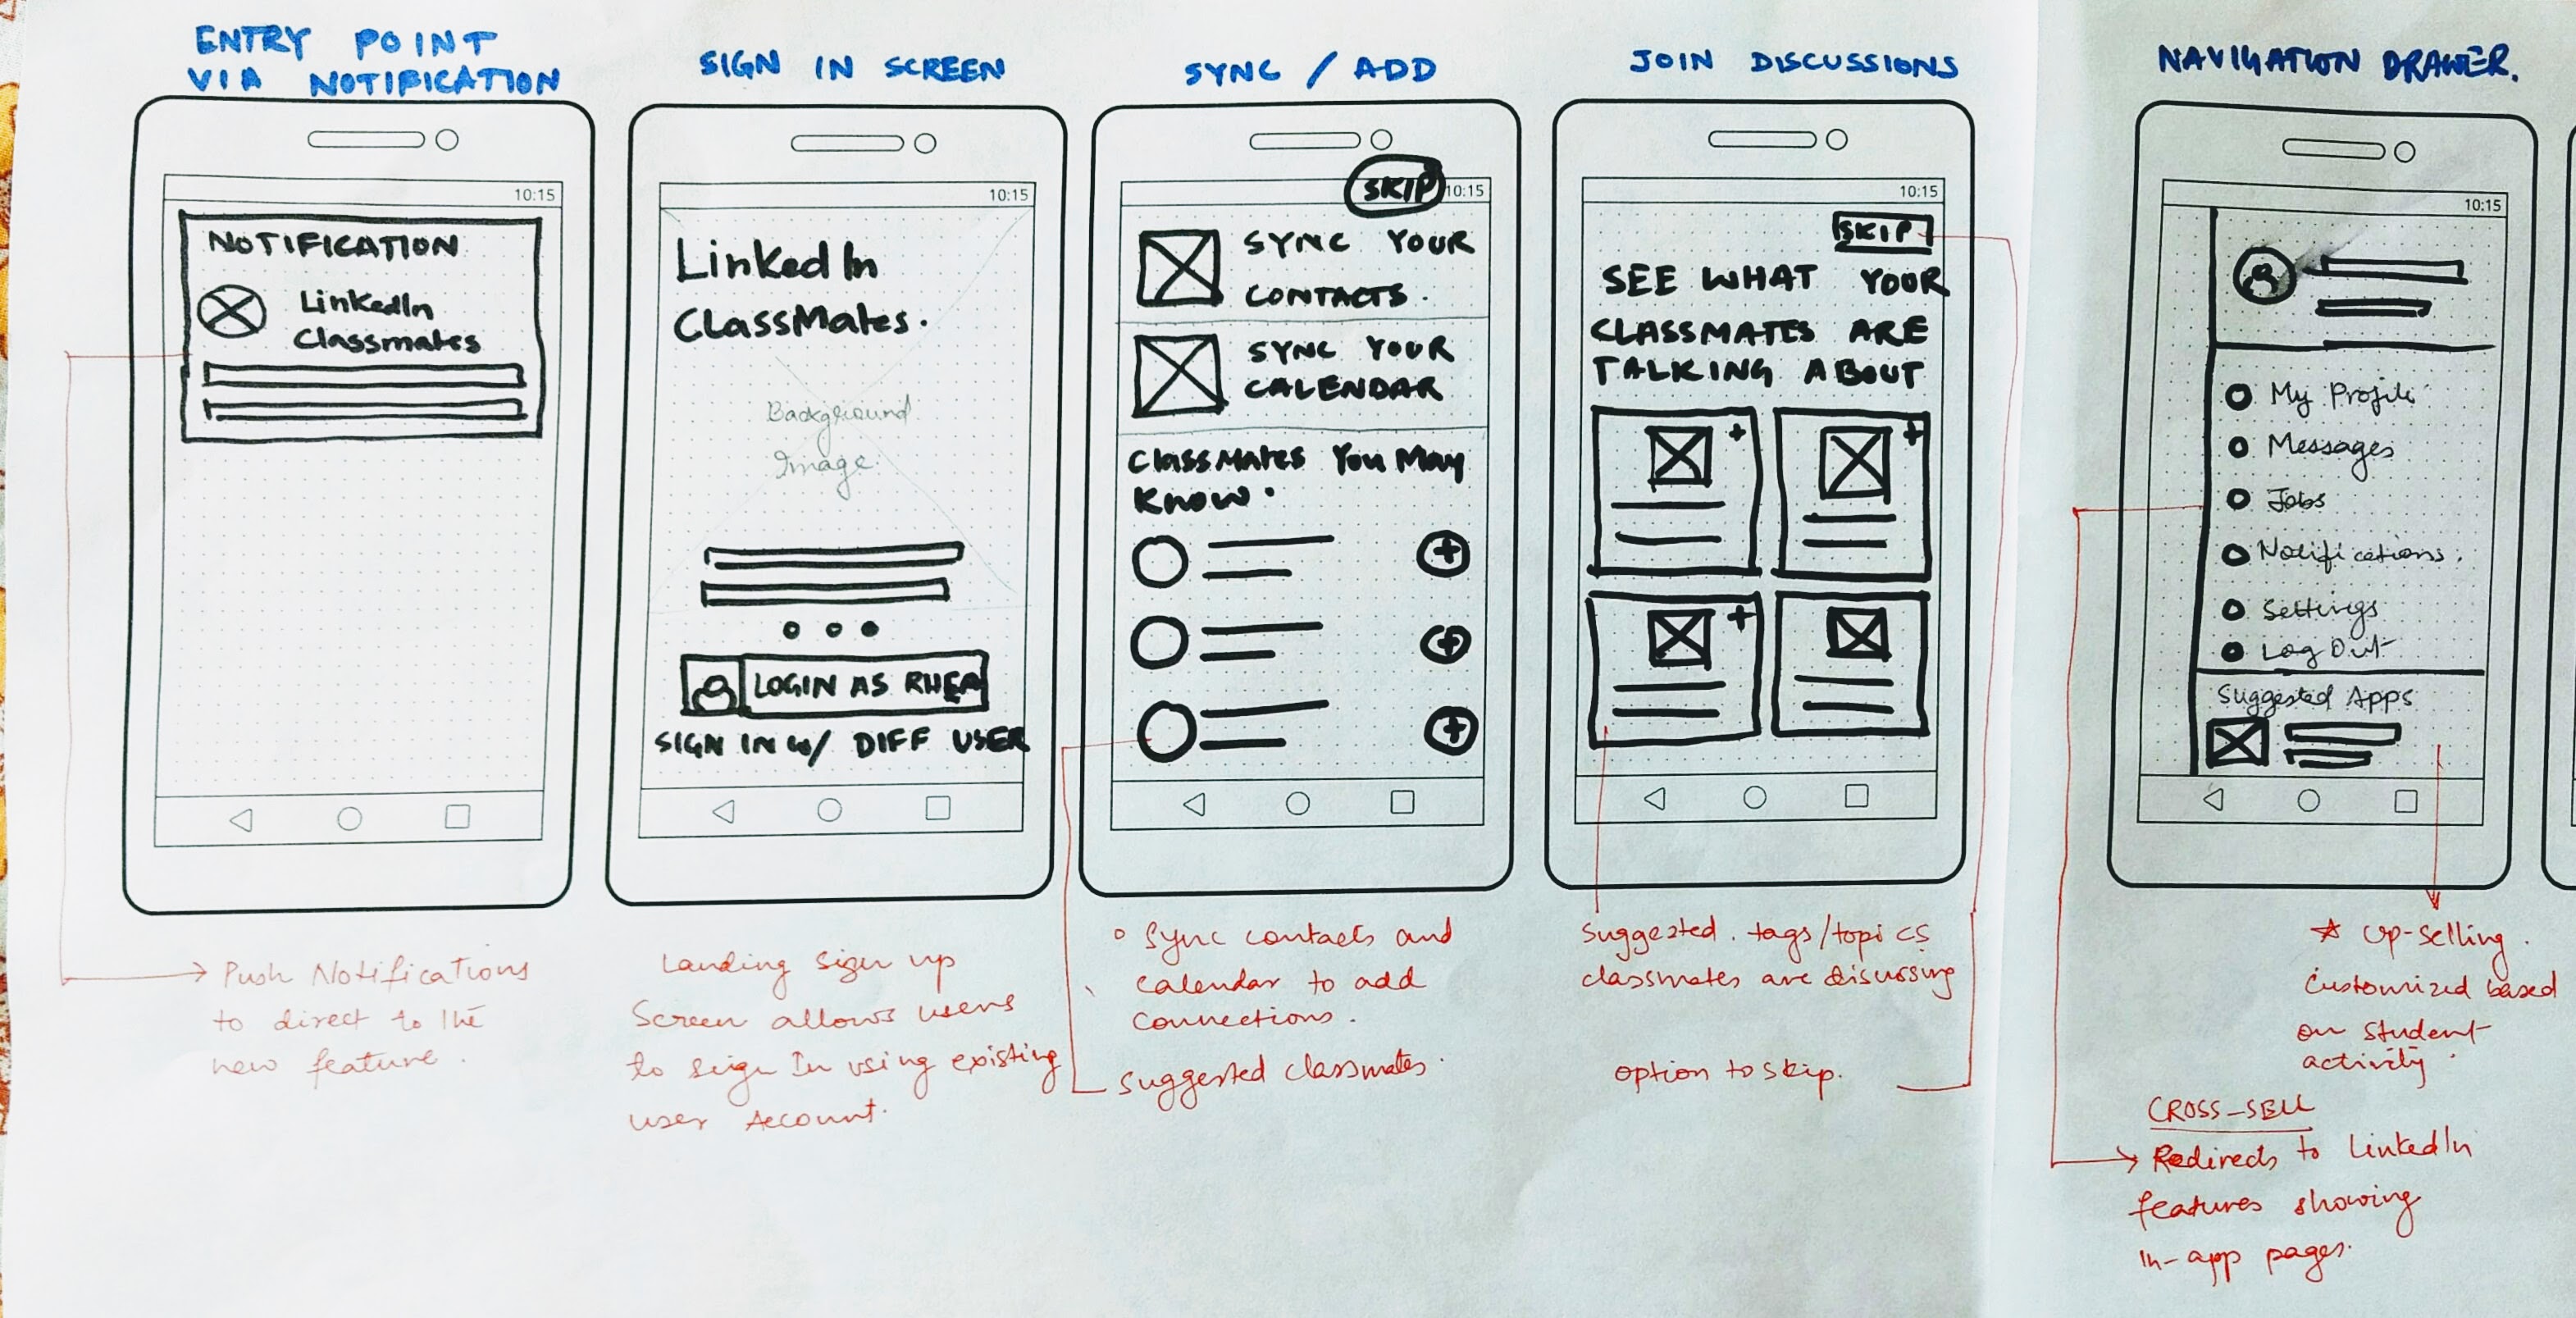 ENTRY POINT
VIA NOTIFICATION
10:15
NOTIFICATION
LinkedIn
Classmates
Push Notifications
to direct to the
new feature.
SIGN IN SCREEN
10:15
LinkedIn
ClassMates.
Background
Image.
LOGIN AS RHEA
SIGN IN W/ DIFF USER
Landing sign up
Screen allows users
to sign In using existing
user Account.
SYNC / ADD
SKIP
10:15
SYNC YOUR
CONTACTS.
SYNC YOUR
CALENDAR
ClassMates You May
Know.
Sync contacts and
calendar to add
connections.
suggested classmates.
JOIN DISCUSSIONS
10:15
SKIP
SEE WHAT YOUR
CLASSMATES ARE
TALKING ABOUT
Suggested. tags/topics
classmates are disussing
option to skip.
NAVIGATION DRAWER.
10:15
My Profile
Messages
Jobs
Notifications.
Settings
Log Out
Suggested Apps
Up-selling.
Customized based
on student
activity.
CROSS-SELL
Redirects to LinkedIn
features showing
in-app pages.